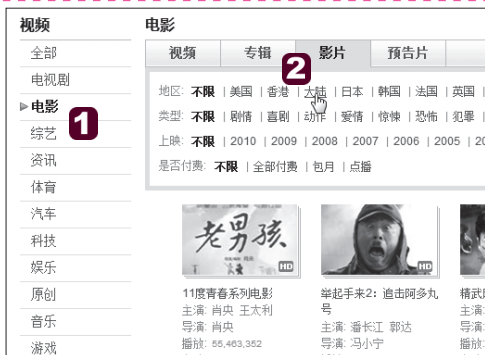 视频
全部
电视剧
电影
综艺
资讯
体育
汽车
科技
娱乐
原创
音乐
游戏
1
电影
视频 专辑 影片 预告片
2
地区: 不限 | 美国 | 香港 | 大陆 | 日本 | 韩国 | 法国 | 英国 |
类型: 不限 | 剧情 | 喜剧 | 动作 | 爱情 | 惊悚 | 恐怖 | 犯罪 |
上映: 不限 | 2010 | 2009 | 2008 | 2007 | 2006 | 2005 | 20
是否付费: 不限 | 全部付费 | 包月 | 点播
老男孩
HD
HD
11度青春系列电影
主演: 肖央 王太利
导演: 肖央
播放: 55,463,352
举起手来2: 追击阿多丸
号
主演: 潘长江 郭达
导演: 冯小宁
精武
主演:
导演:
播放: